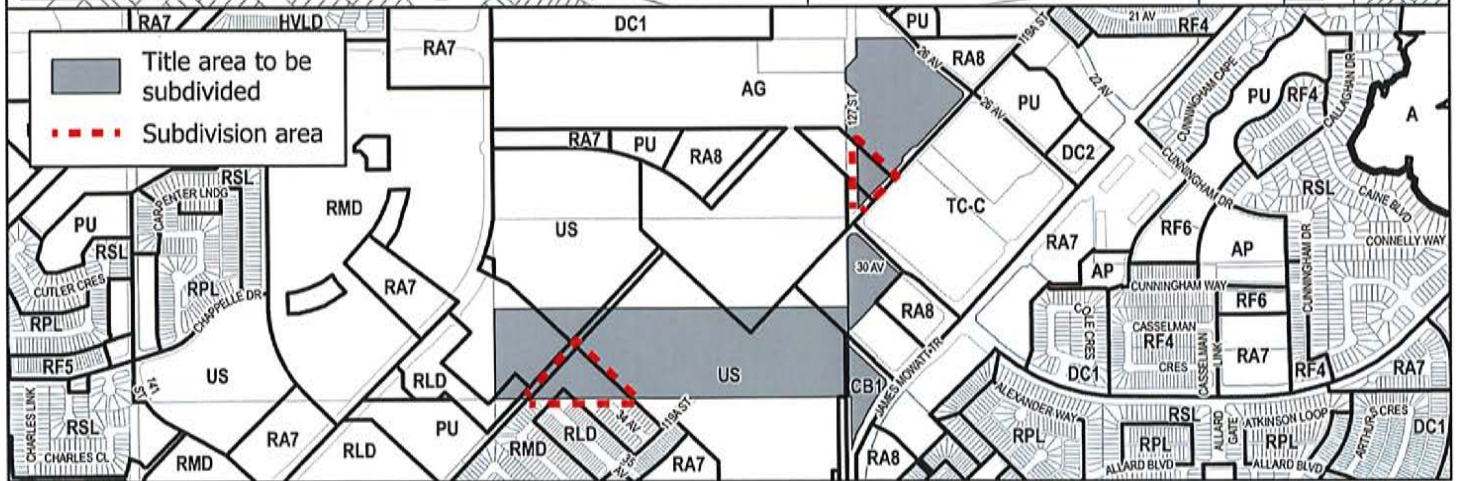 RA7
HVLD
RA7
DC1
PU
119A ST
21 AV
RF4
Title area to be
subdivided
Subdivision area
AG
127 ST
26 AV
RA8
26 AV
PU
22 AV
DC2
CUNNINGHAM CAPE
PU
RF4
CALLAGHAN DR
A
RA7
PU
RA8
TC-C
CUNNINGHAM DR
RSL
CAINE BLVD
CONNELLY WAY
RSL
CARPENTER LNDG
PU
RSL
CUTLER CRES
RPL
CHAPPELLE DR
RMD
RA7
US
30 AV
RA8
RA7
AP
RF6
AP
CUNNINGHAM DR
CUNNINGHAM WAY
RF6
RPL
RF5
141 ST
US
RLD
US
CB1
JAMES MOWATT TR
COLE CRES
DC1
CASSELMAN
RF4
CRES
CASSELMAN LINK
RA7
RF4
RA7
CHARLES LINK
RSL
CHARLES CL
RMD
RA7
RLD
PU
RMD
RLD
34 AV
35 AV
119A ST
RA7
RA8
ALEXANDER WAY
RPL
RSL
RPL
ALLARD BLVD
ALLARD GATE
ATKINSON LOOP
RPL
ALLARD BLVD
ARTHURS CRES
DC1